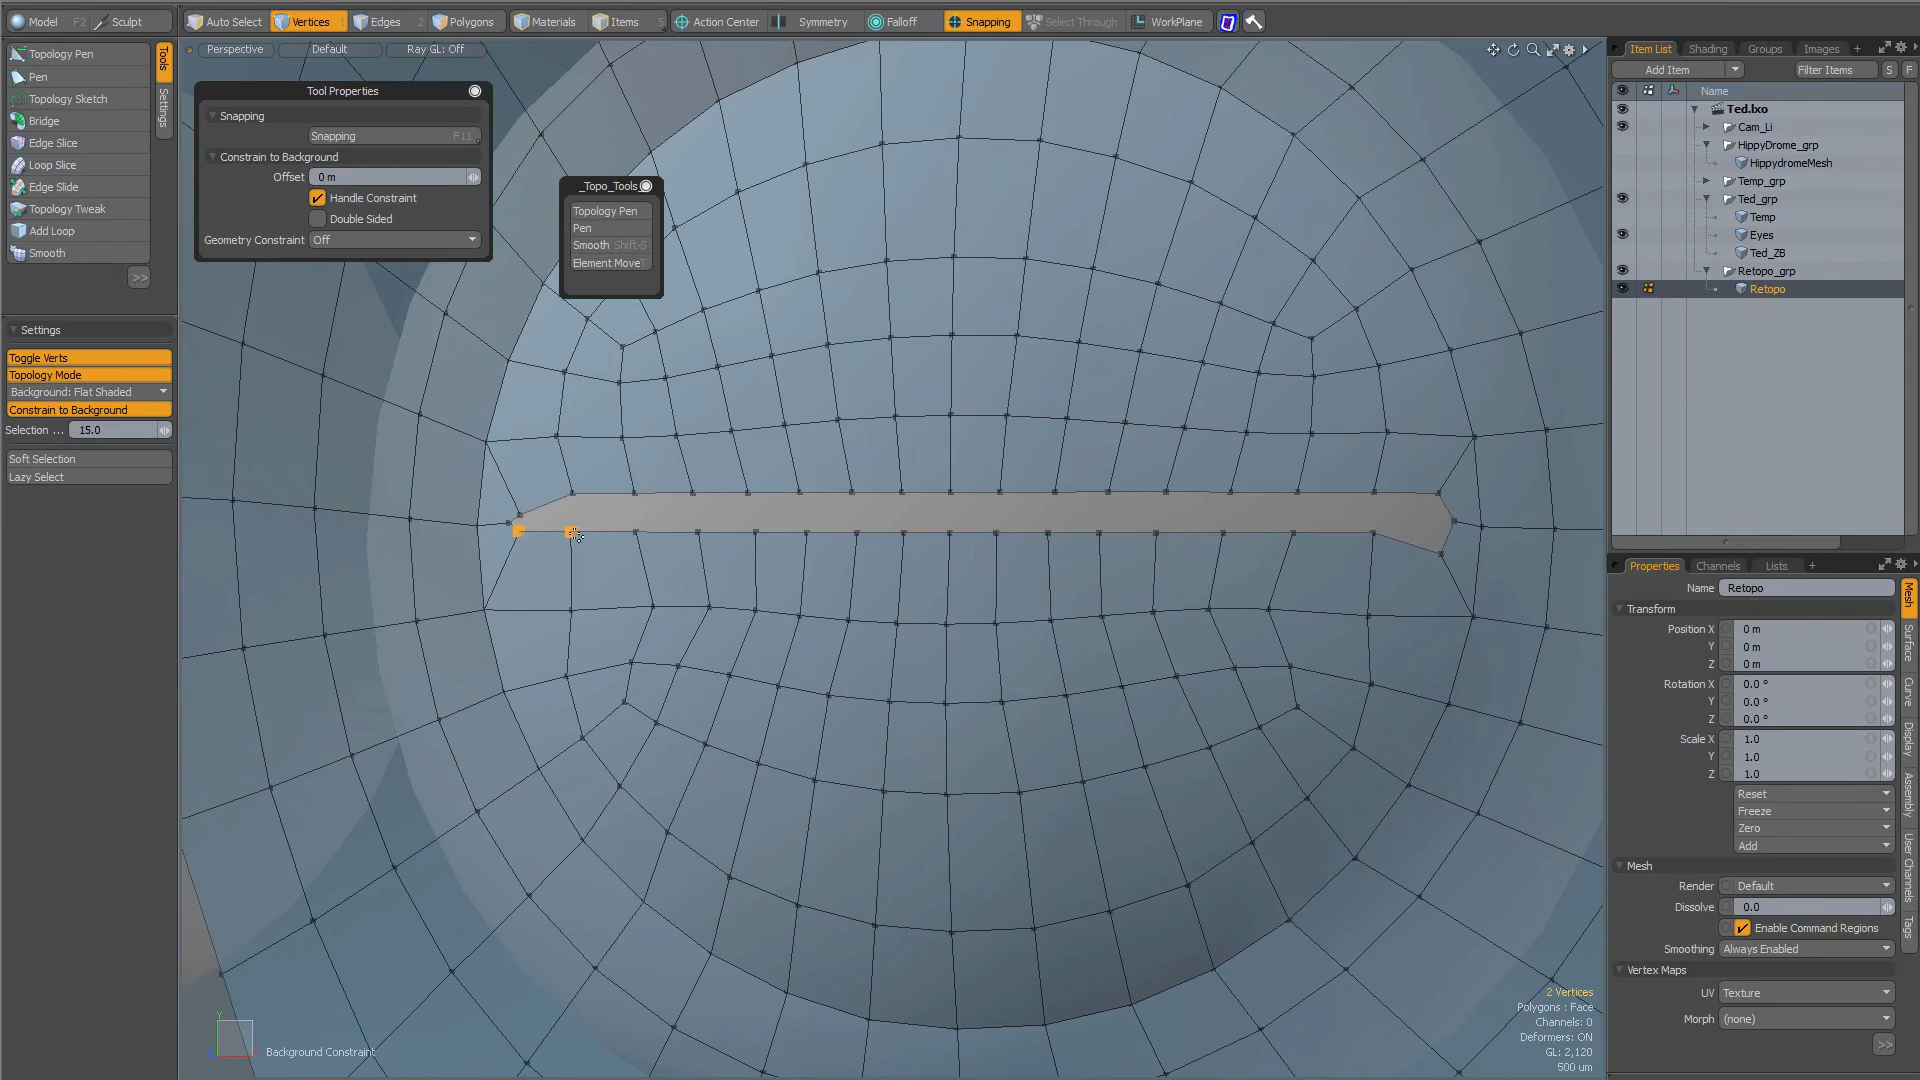 Model F2 Sculpt Auto Select Vertices 1 Edges 2 Polygons Materials Items 5 Action Center Symmetry Falloff Snapping Select Through WorkPlane
Perspective Default Ray GL: Off
Topology Pen
Pen
Topology Sketch
Bridge
Edge Slice
Loop Slice
Edge Slide
Topology Tweak
Add Loop
Smooth
>>
Tools
Settings
Settings
Toggle Verts
Topology Mode
Background: Flat Shaded
Constrain to Background
Selection ... 15.0
Soft Selection
Lazy Select
Tool Properties
Snapping
Snapping F11
Constrain to Background
Offset 0 m
Handle Constraint
Double Sided
Geometry Constraint Off
_Topo_Tools_
Topology Pen
Pen
Smooth Shift-S
Element Move T
2 Vertices
Polygons : Face
Channels: 0
Deformers: ON
GL: 2,120
500 um
Y
Background Constraint
Item List Shading Groups Images +
Add Item Filter Items S F
Name
Ted.lxo
Cam_Li
HippyDrome_grp
HippydromeMesh
Temp_grp
Ted_grp
Temp
Eyes
Ted_ZB
Retopo_grp
Retopo
Properties Channels Lists +
Name Retopo
Transform
Position X 0 m
Y 0 m
Z 0 m
Rotation X 0.0 °
Y 0.0 °
Z 0.0 °
Scale X 1.0
Y 1.0
Z 1.0
Reset
Freeze
Zero
Add
Mesh
Render Default
Dissolve 0.0
Enable Command Regions
Smoothing Always Enabled
Vertex Maps
UV Texture
Morph (none)
>>
Mesh
Surface
Curve
Display
Assembly
User Channels
Tags